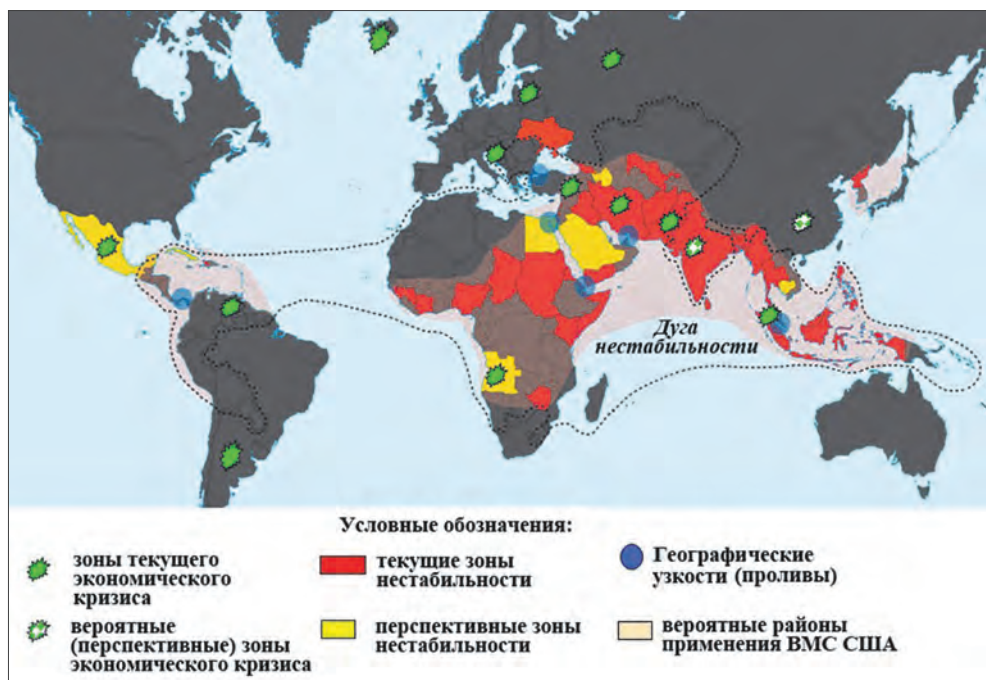 Дуга
нестабильности
Условные обозначения:
зоны текущего
экономического
кризиса
вероятные
(перспективные) зоны
экономического кризиса
текущие зоны
нестабильности
перспективные зоны
нестабильности
Географические
узкости (проливы)
вероятные районы
применения ВМС США